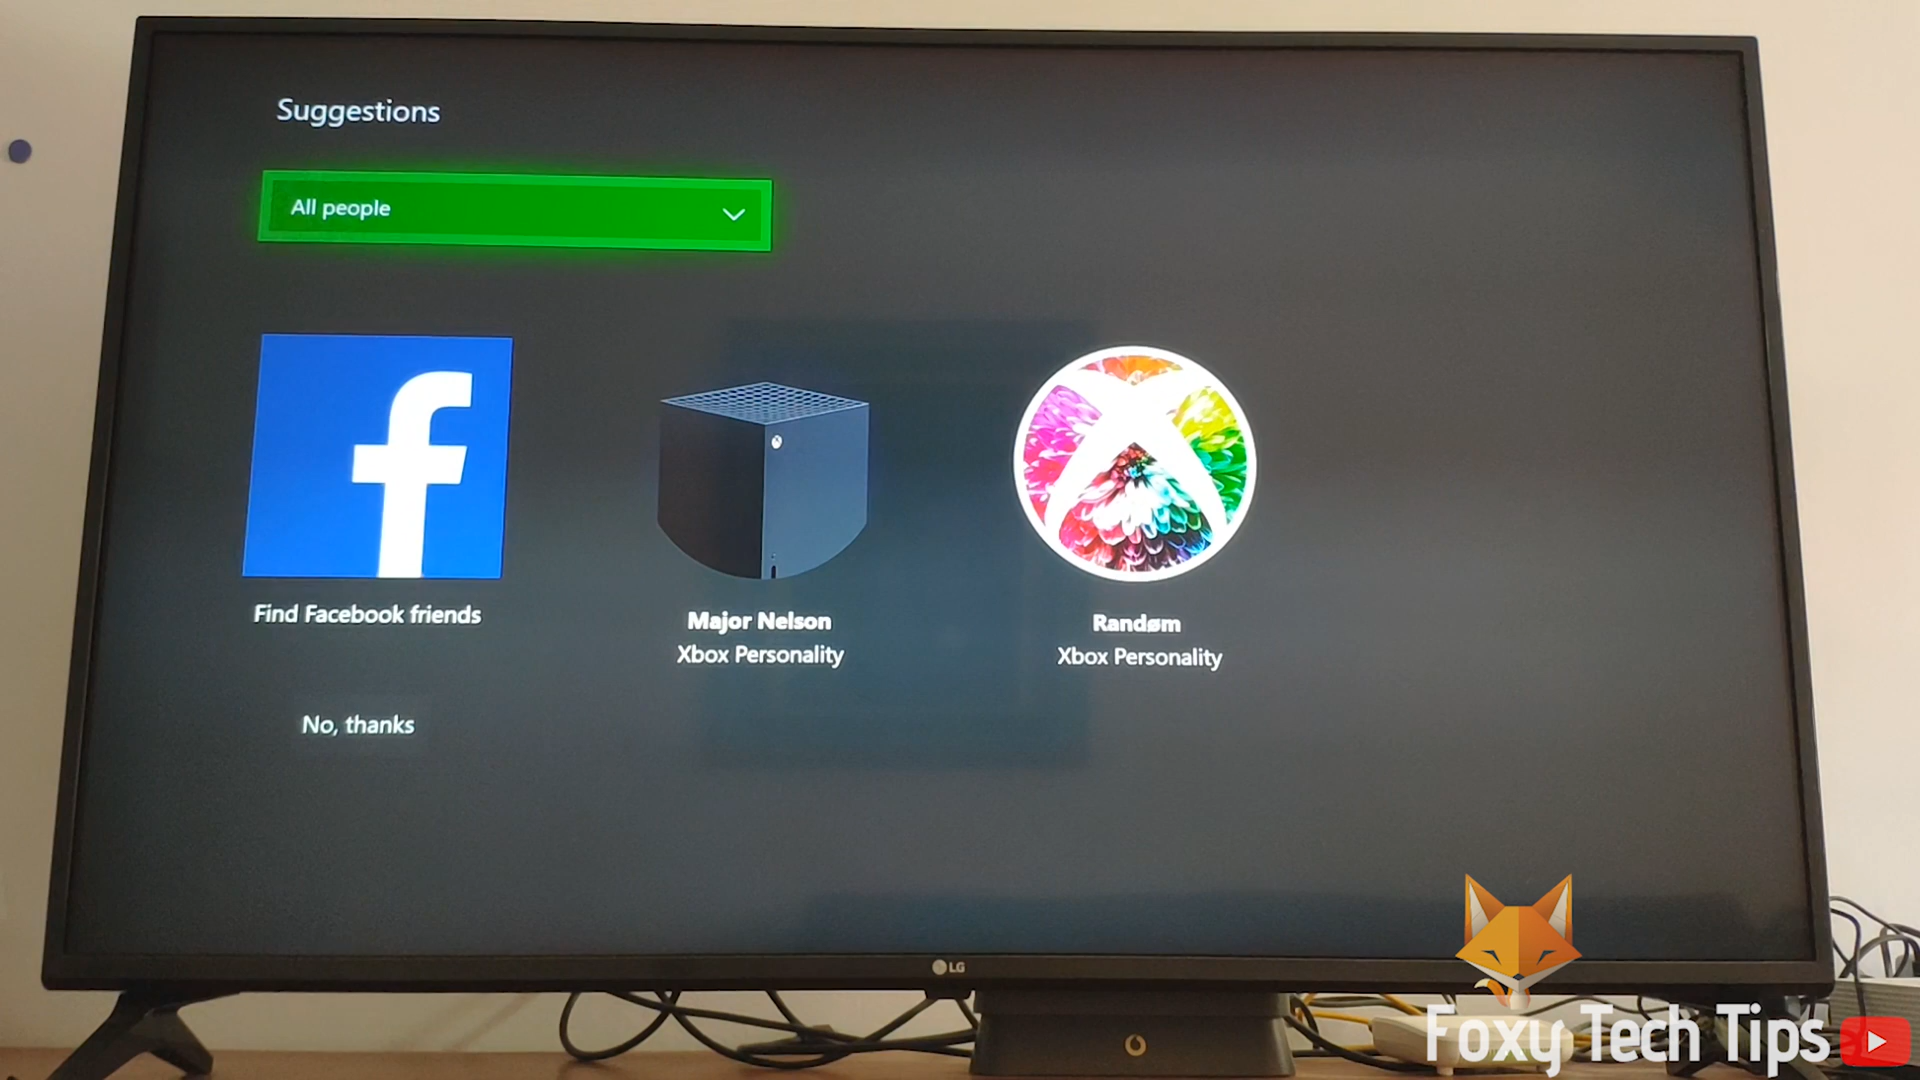 Suggestions
All people
Find Facebook friends
Major Nelson
Xbox Personality
Randøm
Xbox Personality
No, thanks
LG
Foxy Tech Tips